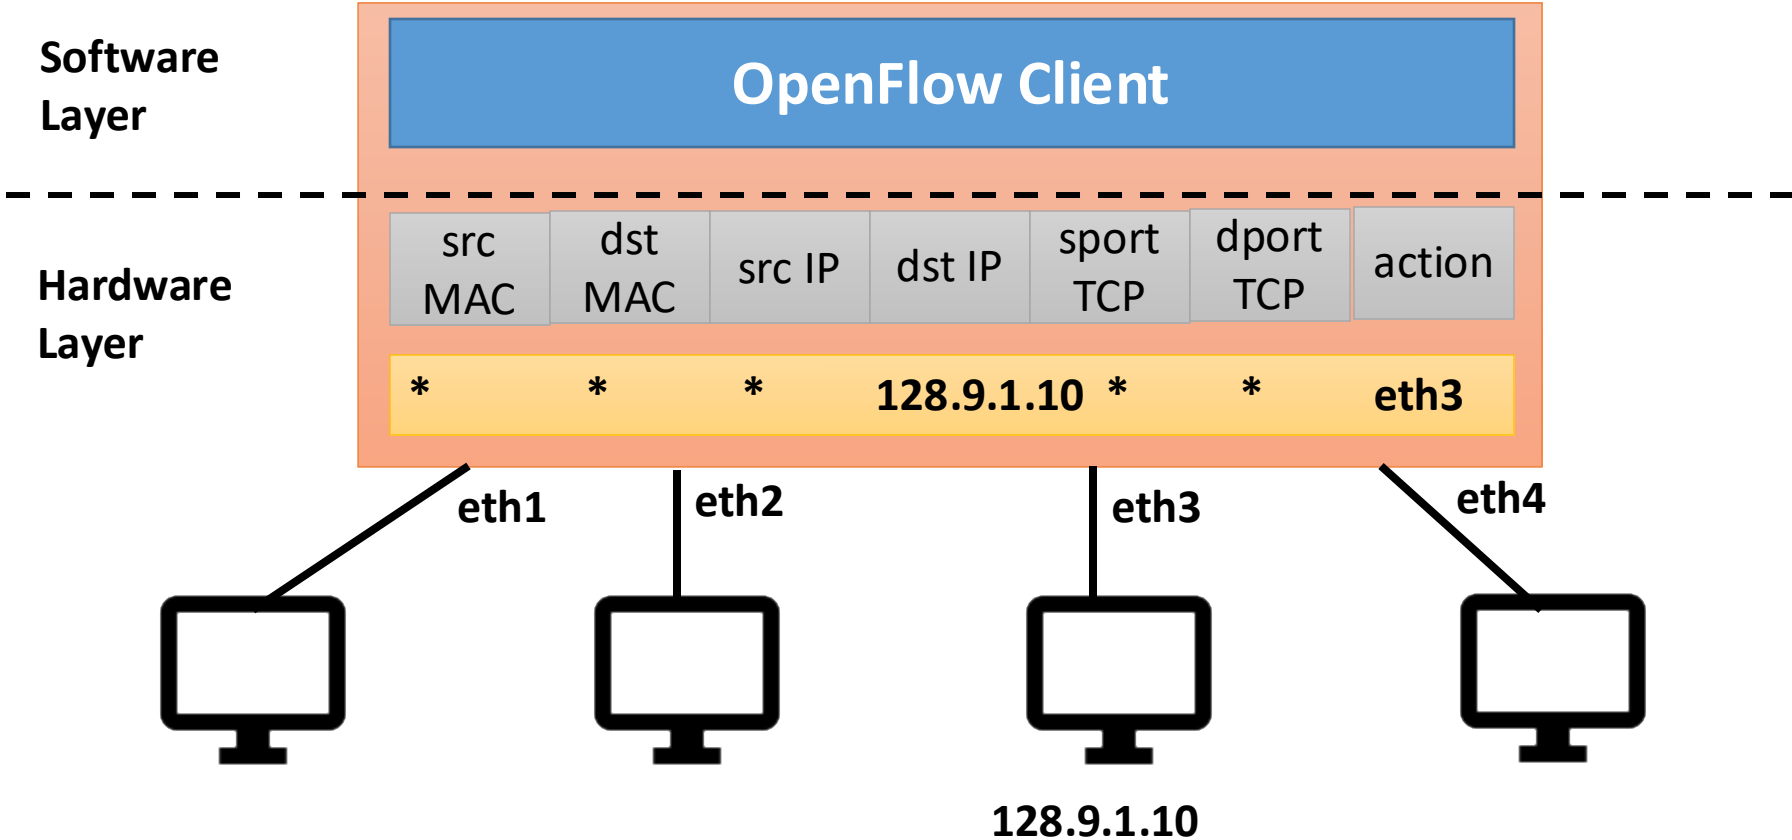 Software
Layer
OpenFlow Client
Hardware
Layer
src
MAC
dst
MAC
src IP
dst IP
sport
TCP
dport
TCP
action
* * * 128.9.1.10 * * eth3
eth1
eth2
eth3
eth4
128.9.1.10